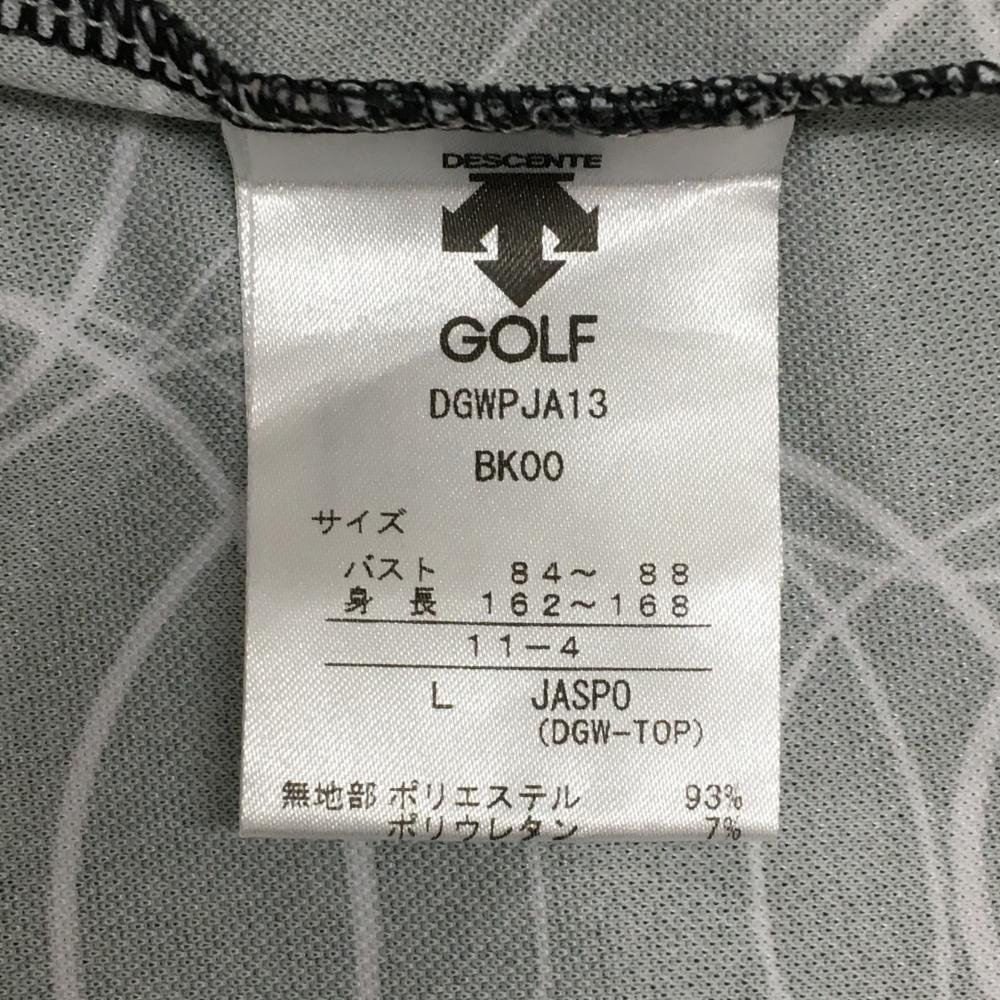 DESCENTE
GOLF
DGWPJA13
BK00
サイズ
バスト 84～ 88
身長 162～168
11-4
L JASPO
(DGW-TOP)
無地部 ポリエステル 93%
ポリウレタン 7%